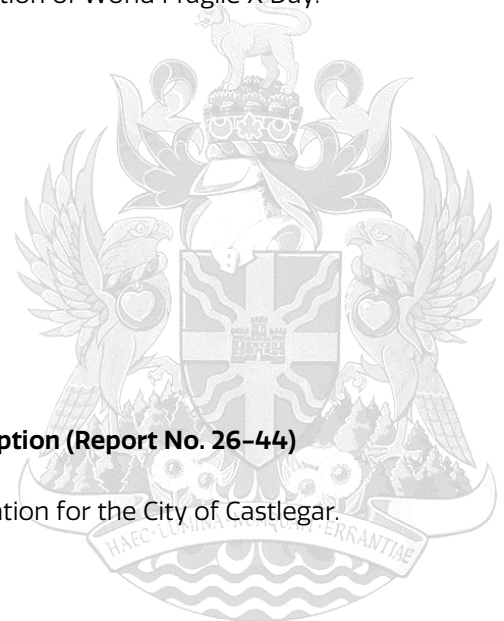 tion of World Fragile X Day.
ption (Report No. 26-44)
ation for the City of Castlegar.
HAEC · LUMINA · NUNQUAM · ERRANTIAE